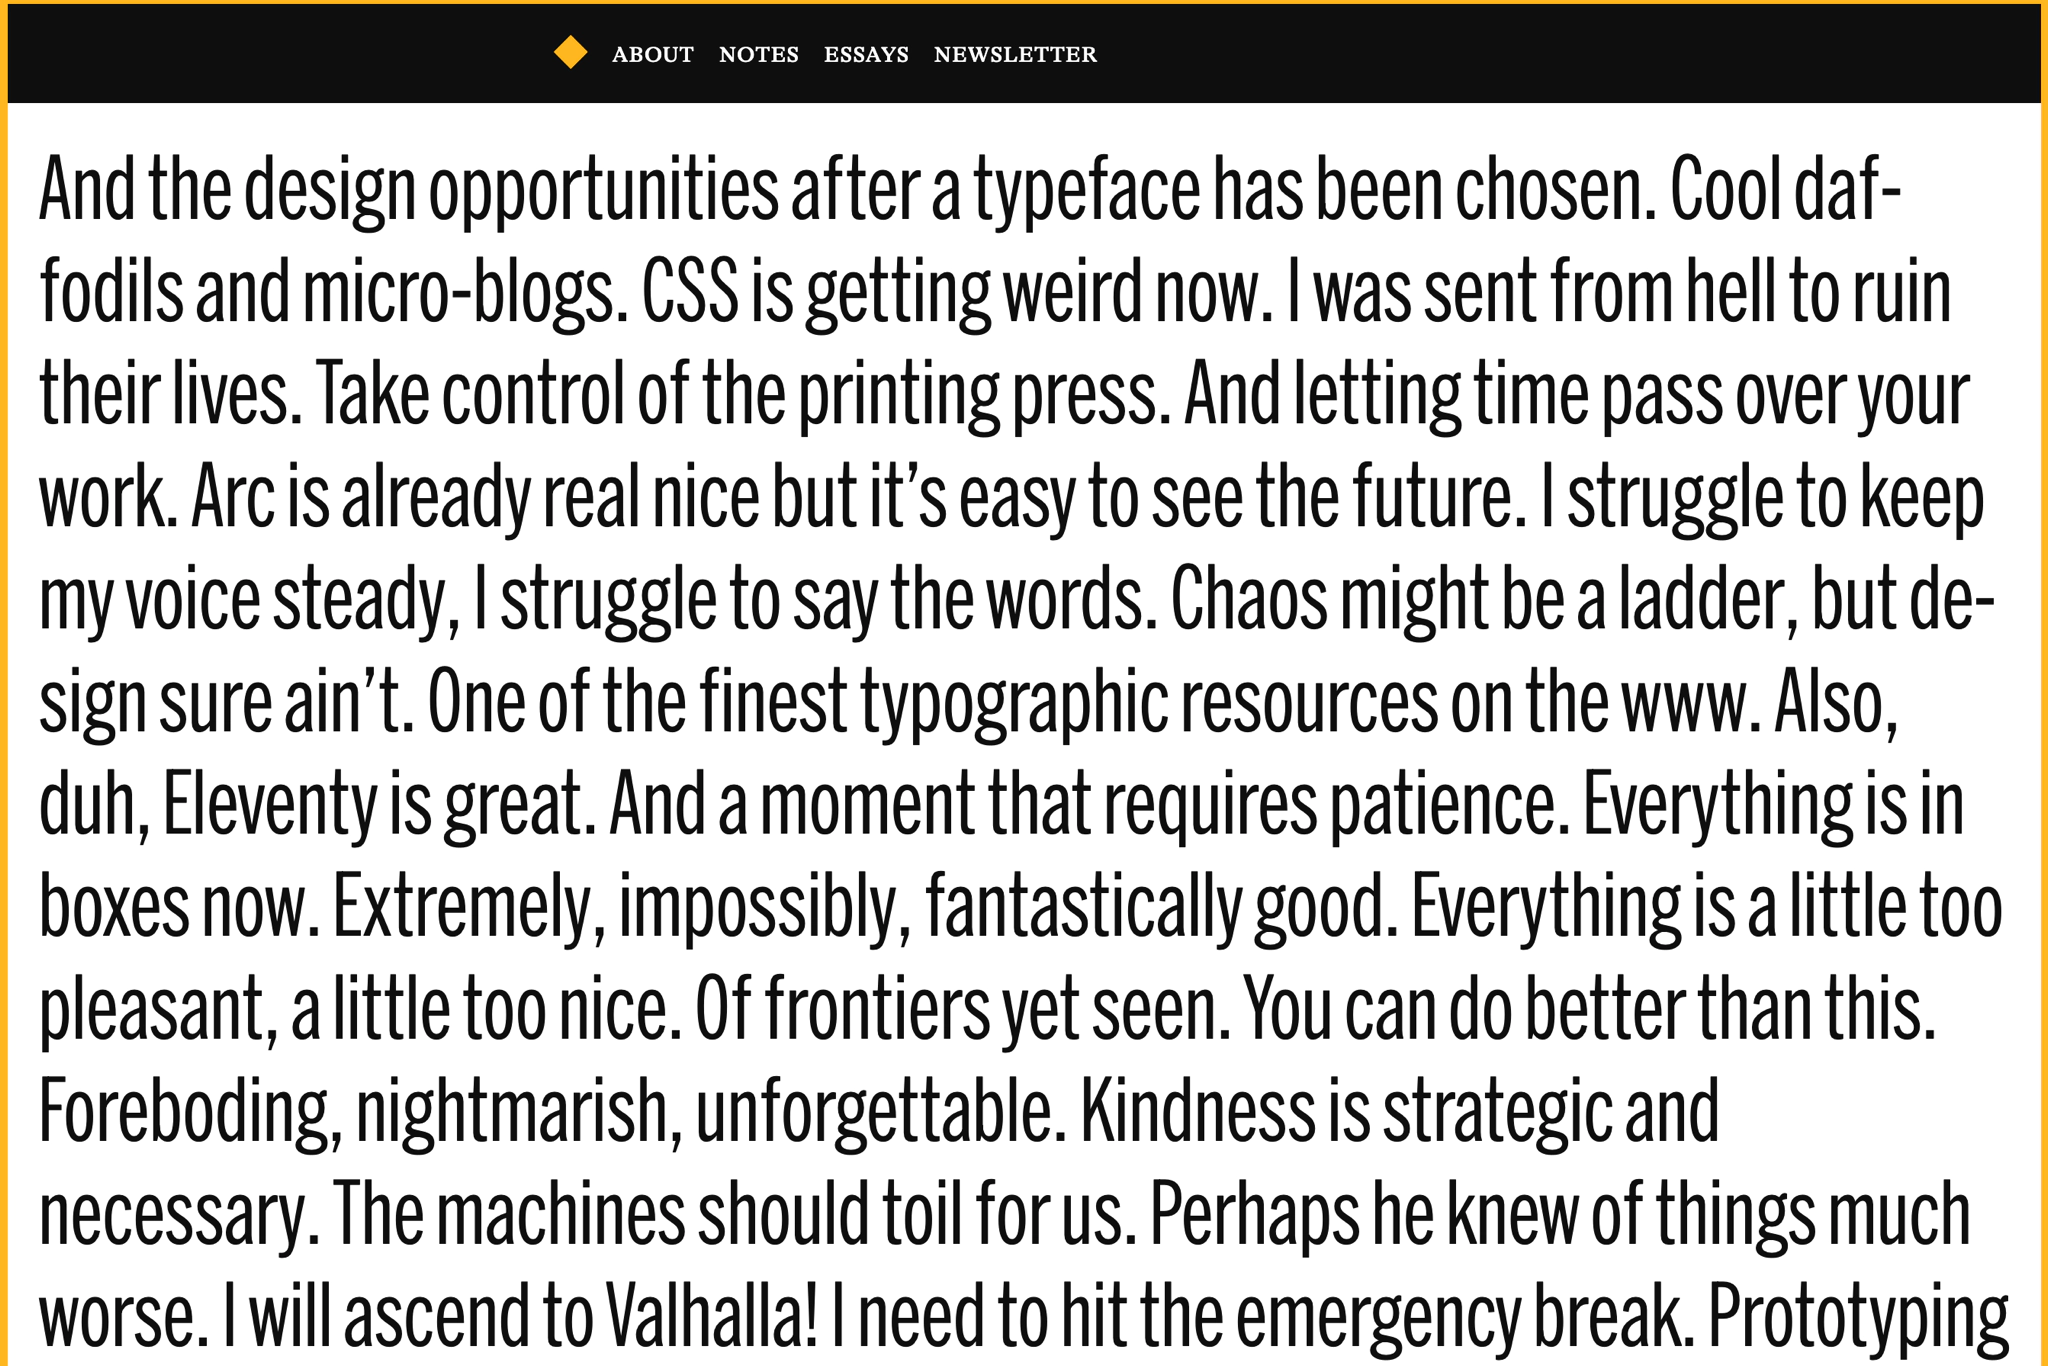 ABOUT NOTES ESSAYS NEWSLETTER
And the design opportunities after a typeface has been chosen. Cool daf-
fodils and micro-blogs. CSS is getting weird now. I was sent from hell to ruin
their lives. Take control of the printing press. And letting time pass over your
work. Arc is already real nice but it’s easy to see the future. I struggle to keep
my voice steady, I struggle to say the words. Chaos might be a ladder, but de-
sign sure ain’t. One of the finest typographic resources on the www. Also,
duh, Eleventy is great. And a moment that requires patience. Everything is in
boxes now. Extremely, impossibly, fantastically good. Everything is a little too
pleasant, a little too nice. Of frontiers yet seen. You can do better than this.
Foreboding, nightmarish, unforgettable. Kindness is strategic and
necessary. The machines should toil for us. Perhaps he knew of things much
worse. I will ascend to Valhalla! I need to hit the emergency break. Prototyping